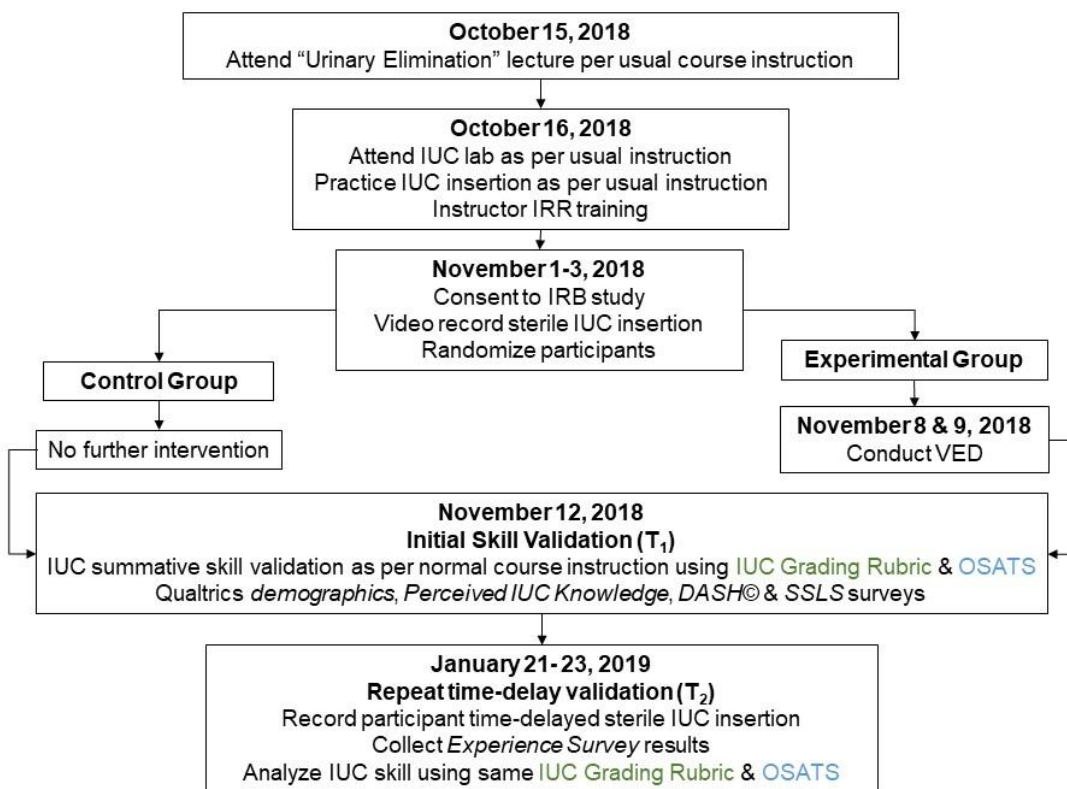 October 15, 2018
Attend “Urinary Elimination” lecture per usual course instruction
October 16, 2018
Attend IUC lab as per usual instruction
Practice IUC insertion as per usual instruction
Instructor IRR training
November 1-3, 2018
Consent to IRB study
Video record sterile IUC insertion
Randomize participants
Control Group
No further intervention
Experimental Group
November 8 & 9, 2018
Conduct VED
November 12, 2018
Initial Skill Validation (T₁)
IUC summative skill validation as per normal course instruction using IUC Grading Rubric & OSATS
Qualtrics demographics, Perceived IUC Knowledge, DASH© & SSLS surveys
January 21- 23, 2019
Repeat time-delay validation (T₂)
Record participant time-delayed sterile IUC insertion
Collect Experience Survey results
Analyze IUC skill using same IUC Grading Rubric & OSATS